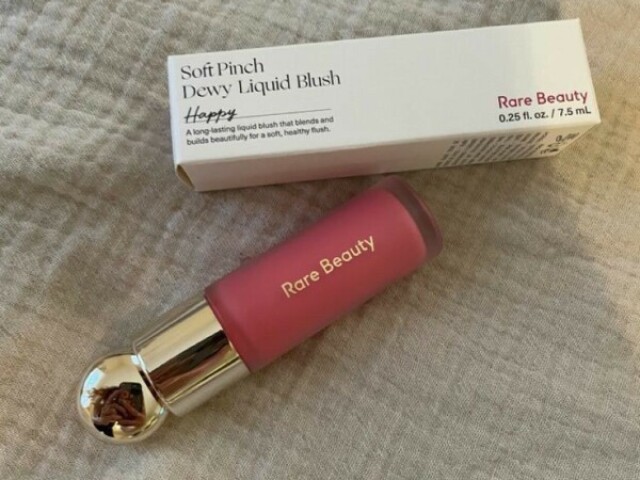 Soft Pinch
Dewy Liquid Blush
Happy
A long-lasting liquid blush that blends and
builds beautifully for a soft, healthy flush.
Rare Beauty
0.25 fl. oz. / 7.5 mL
Rare Beauty